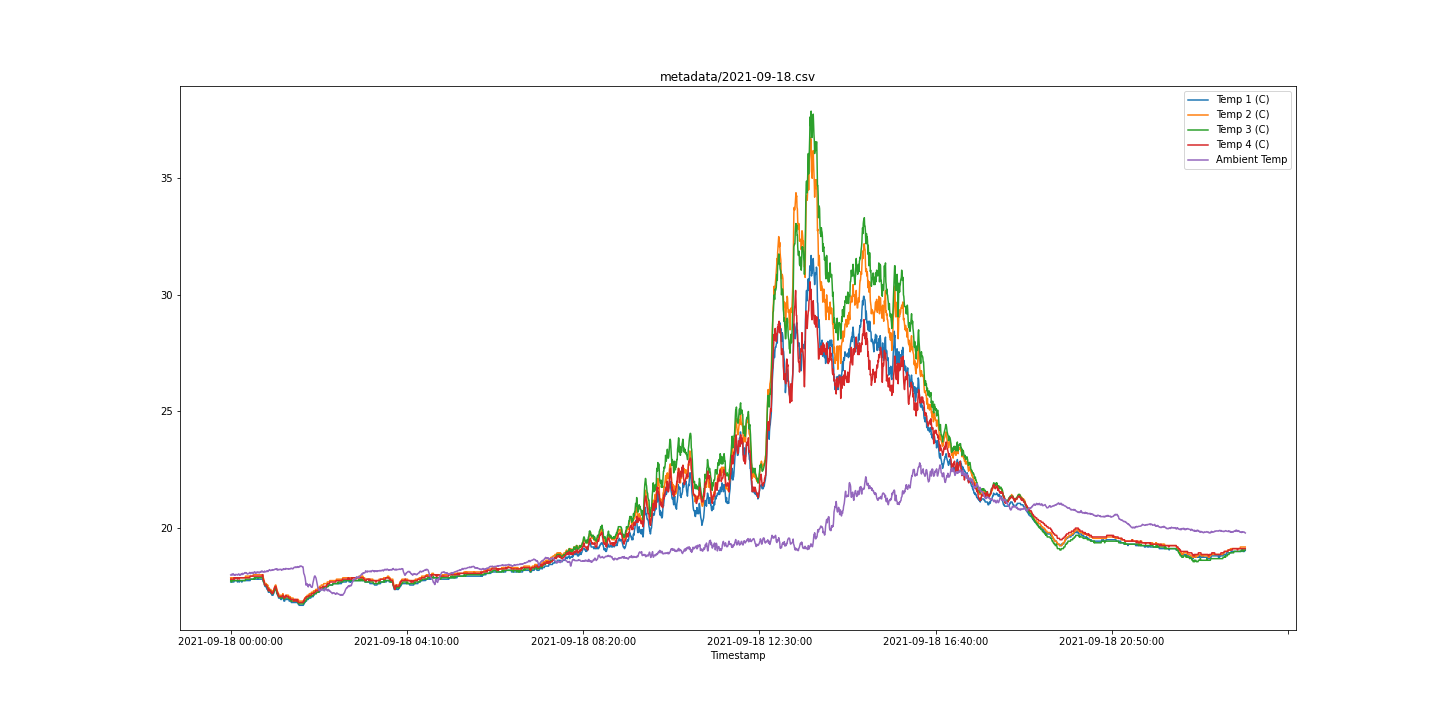 metadata/2021-09-18.csv
Temp 1 (C)
Temp 2 (C)
Temp 3 (C)
Temp 4 (C)
Ambient Temp
35
30
25
20
2021-09-18 00:00:00 2021-09-18 04:10:00 2021-09-18 08:20:00 2021-09-18 12:30:00 2021-09-18 16:40:00 2021-09-18 20:50:00
Timestamp